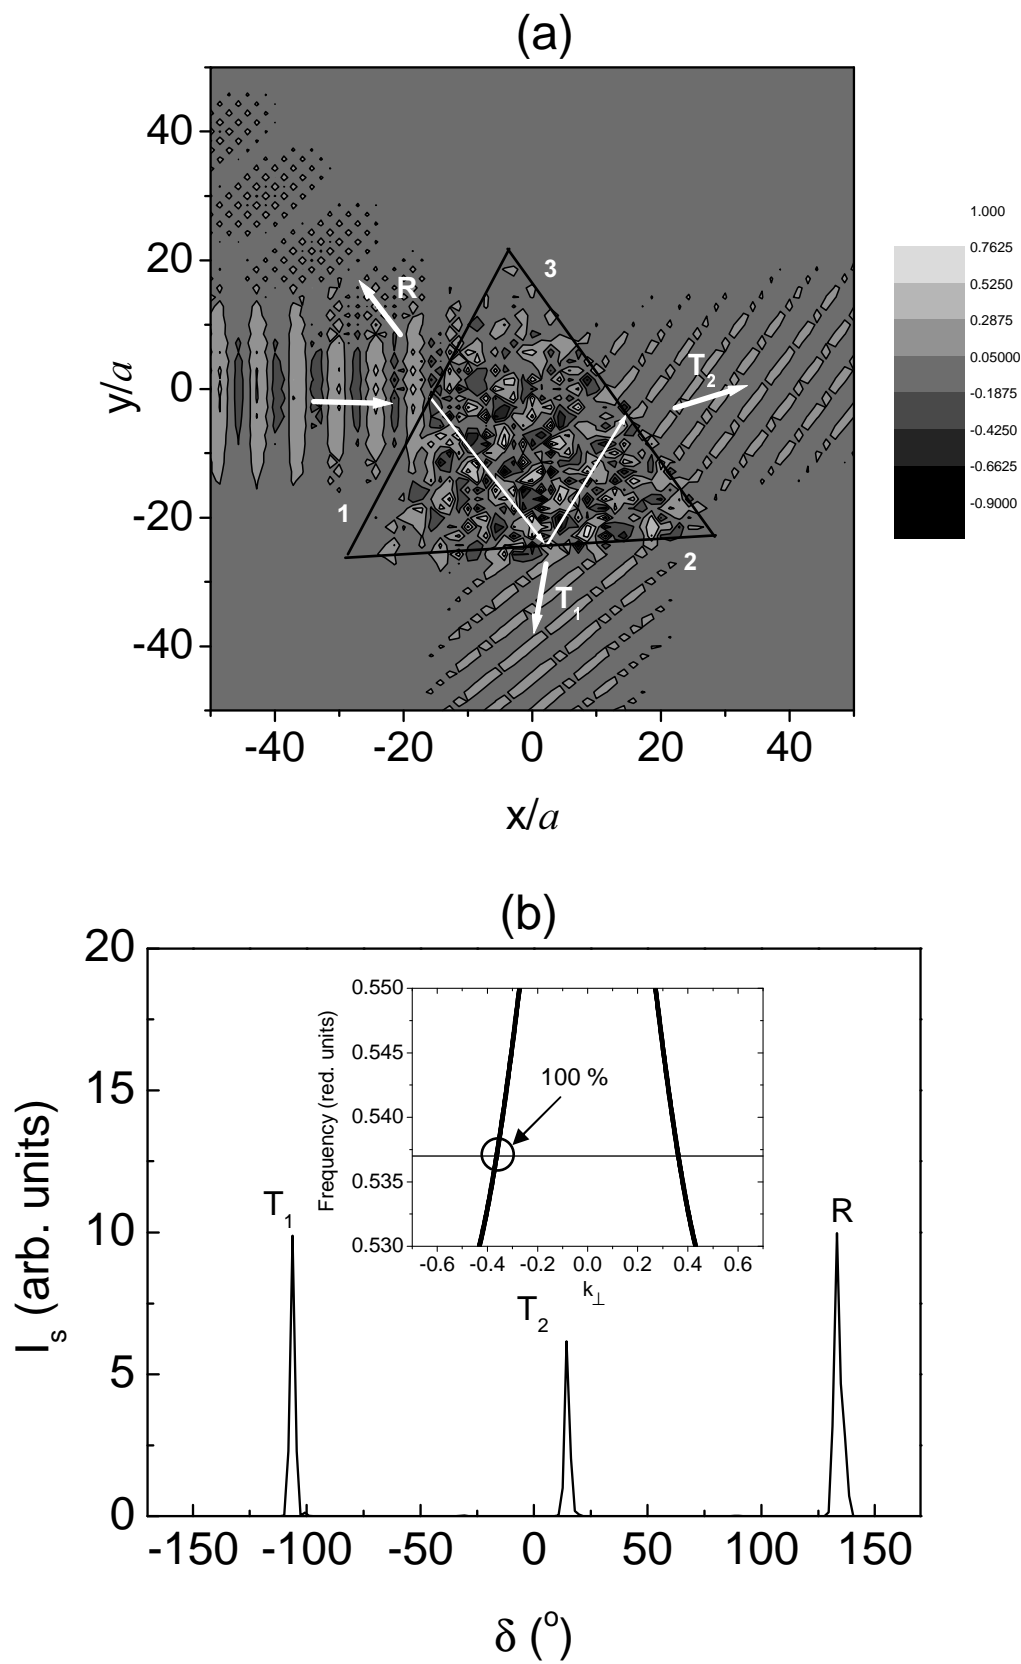 (a)
40
20
0
-20
-40
y/a
-40 -20 0 20 40
x/a
R
T2
T1
1
2
3
1.000
0.7625
0.5250
0.2875
0.05000
-0.1875
-0.4250
-0.6625
-0.9000
(b)
20
15
10
5
0
I_s (arb. units)
-150 -100 -50 0 50 100 150
δ (°)
T1
T2
R
0.550
0.545
0.540
0.535
0.530
Frequency (red. units)
-0.6 -0.4 -0.2 0.0 0.2 0.4 0.6
k⊥
100 %